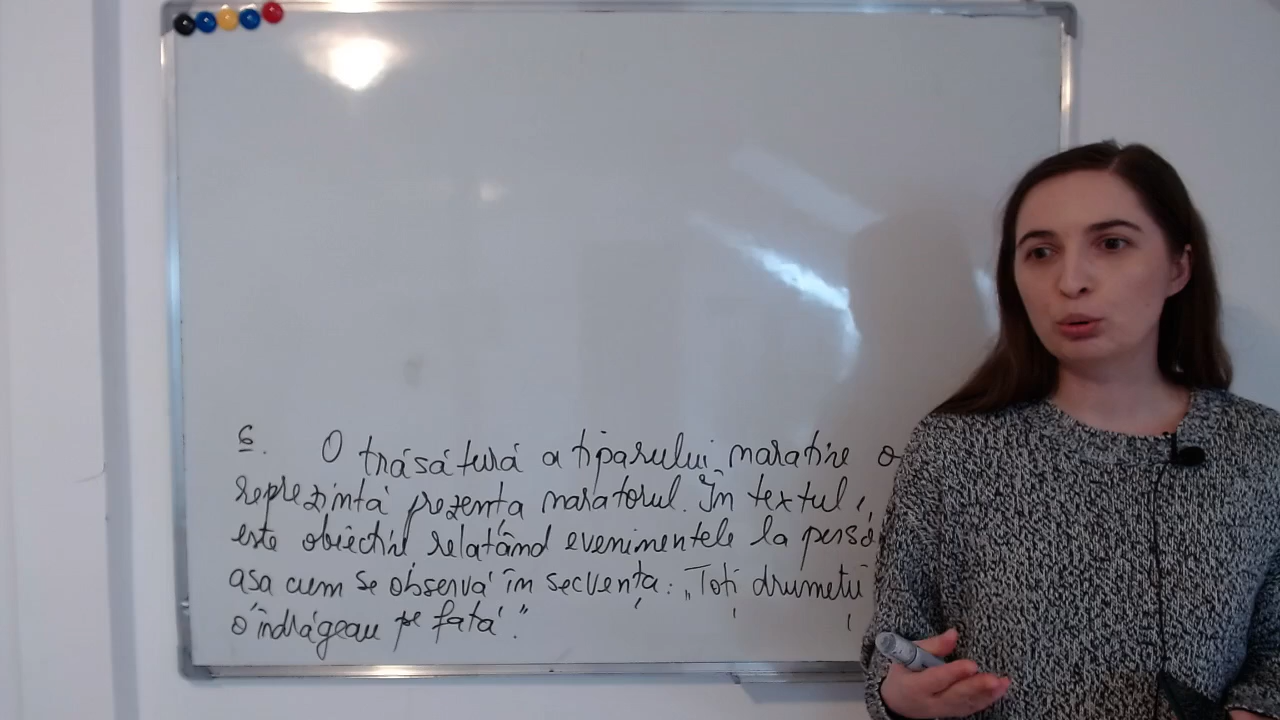 6. O trăsătură a tiparului narativ o
reprezintă prezența naratorul. În textul
este obiectiv relatând evenimentele la
așa cum se observă în secvența: „Toți drumeții
o îndrăgeau pe fată”.